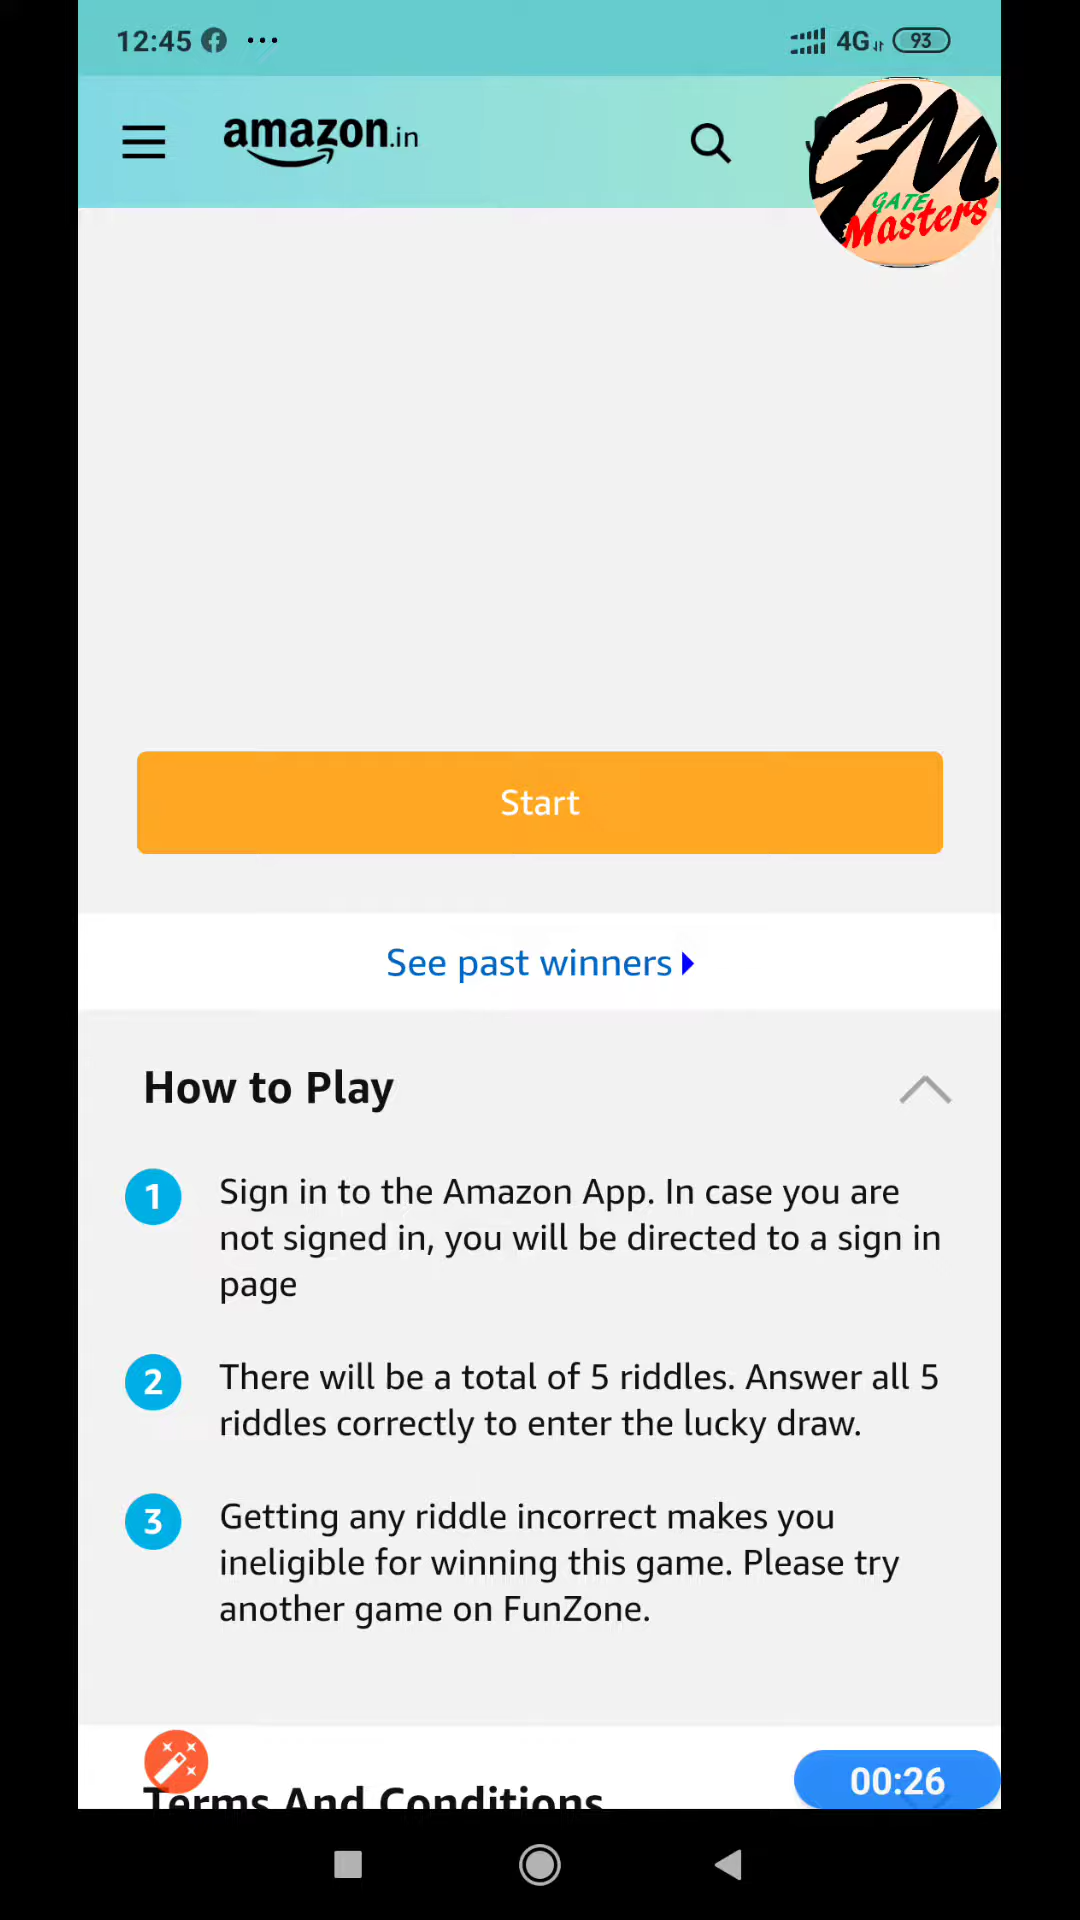 12:45
4G
93
amazon.in
GM
GATE
Masters
Start
See past winners
How to Play
1
Sign in to the Amazon App. In case you are
not signed in, you will be directed to a sign in
page
2
There will be a total of 5 riddles. Answer all 5
riddles correctly to enter the lucky draw.
3
Getting any riddle incorrect makes you
ineligible for winning this game. Please try
another game on FunZone.
Terms And Conditions
00:26